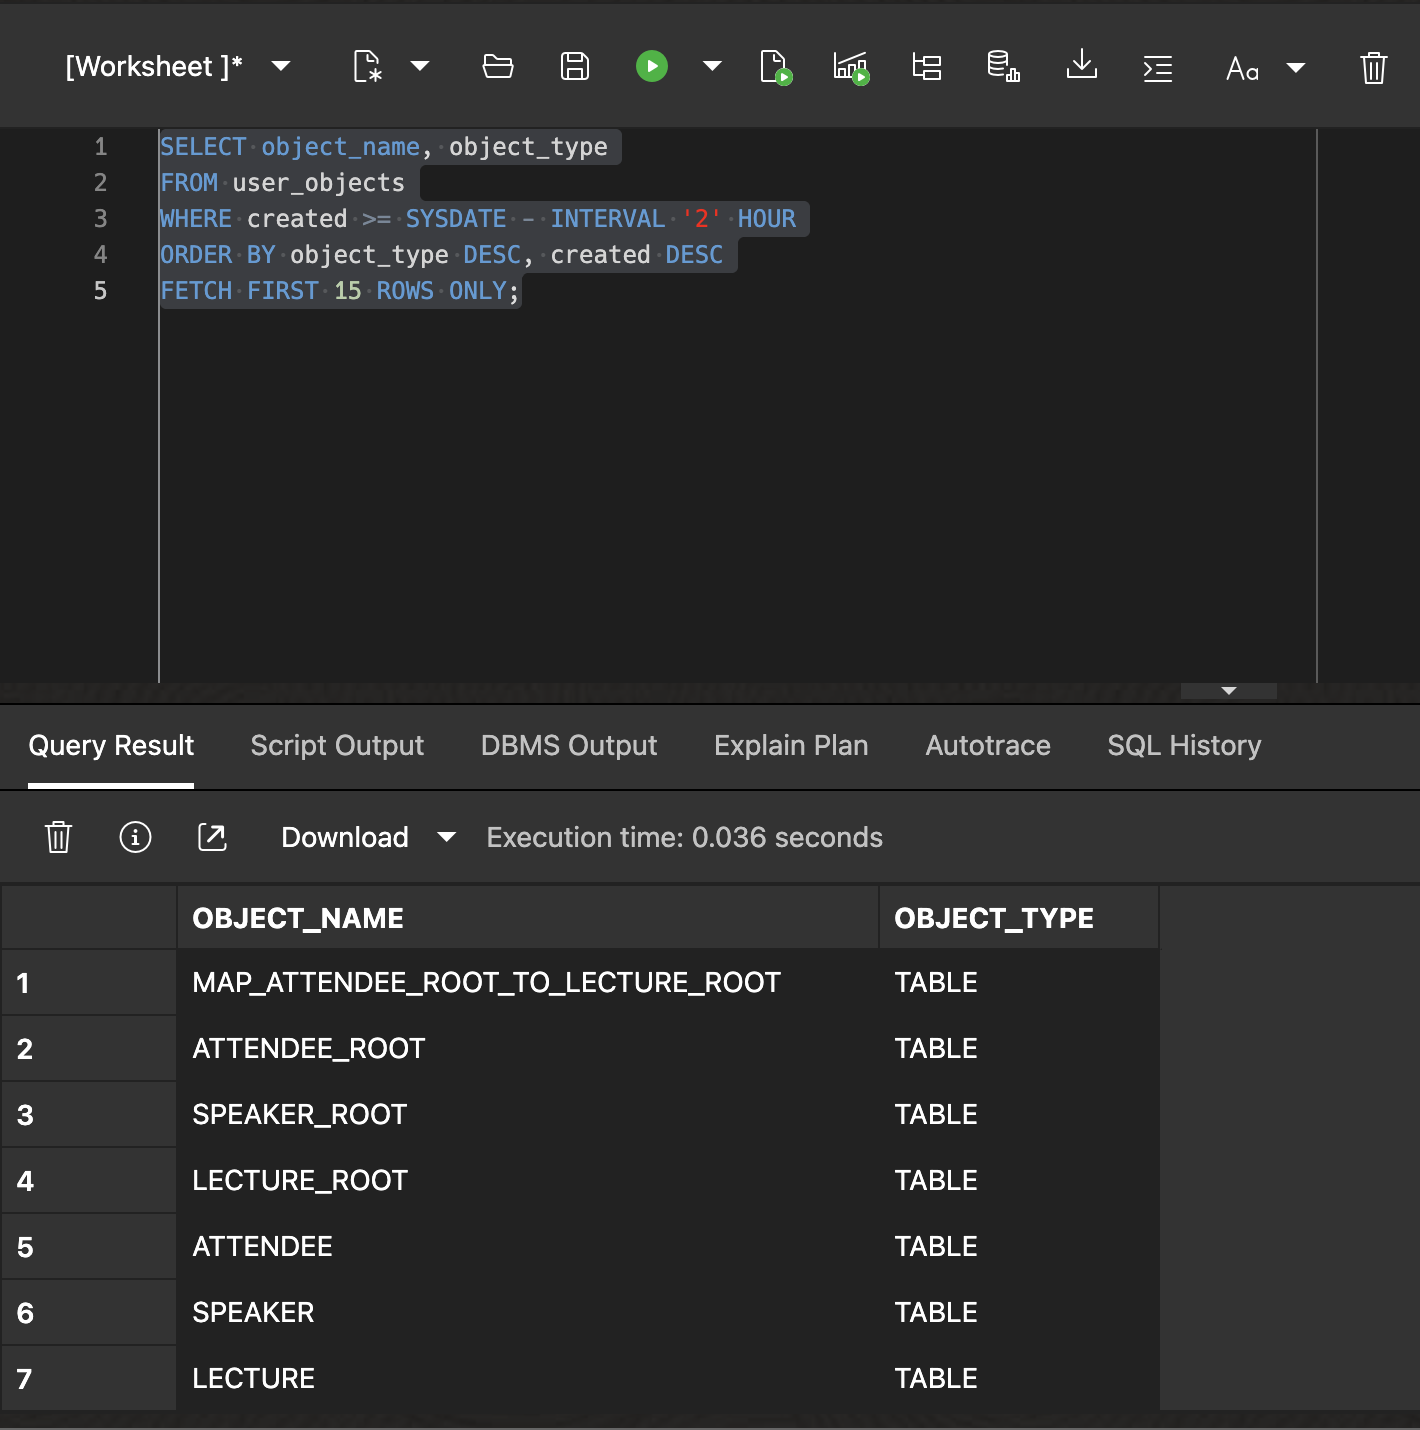 [Worksheet ]*
Aa
1 SELECT object_name, object_type
2 FROM user_objects
3 WHERE created >= SYSDATE - INTERVAL '2' HOUR
4 ORDER BY object_type DESC, created DESC
5 FETCH FIRST 15 ROWS ONLY;
Query Result Script Output DBMS Output Explain Plan Autotrace SQL History
Download Execution time: 0.036 seconds
OBJECT_NAME OBJECT_TYPE
1 MAP_ATTENDEE_ROOT_TO_LECTURE_ROOT TABLE
2 ATTENDEE_ROOT TABLE
3 SPEAKER_ROOT TABLE
4 LECTURE_ROOT TABLE
5 ATTENDEE TABLE
6 SPEAKER TABLE
7 LECTURE TABLE